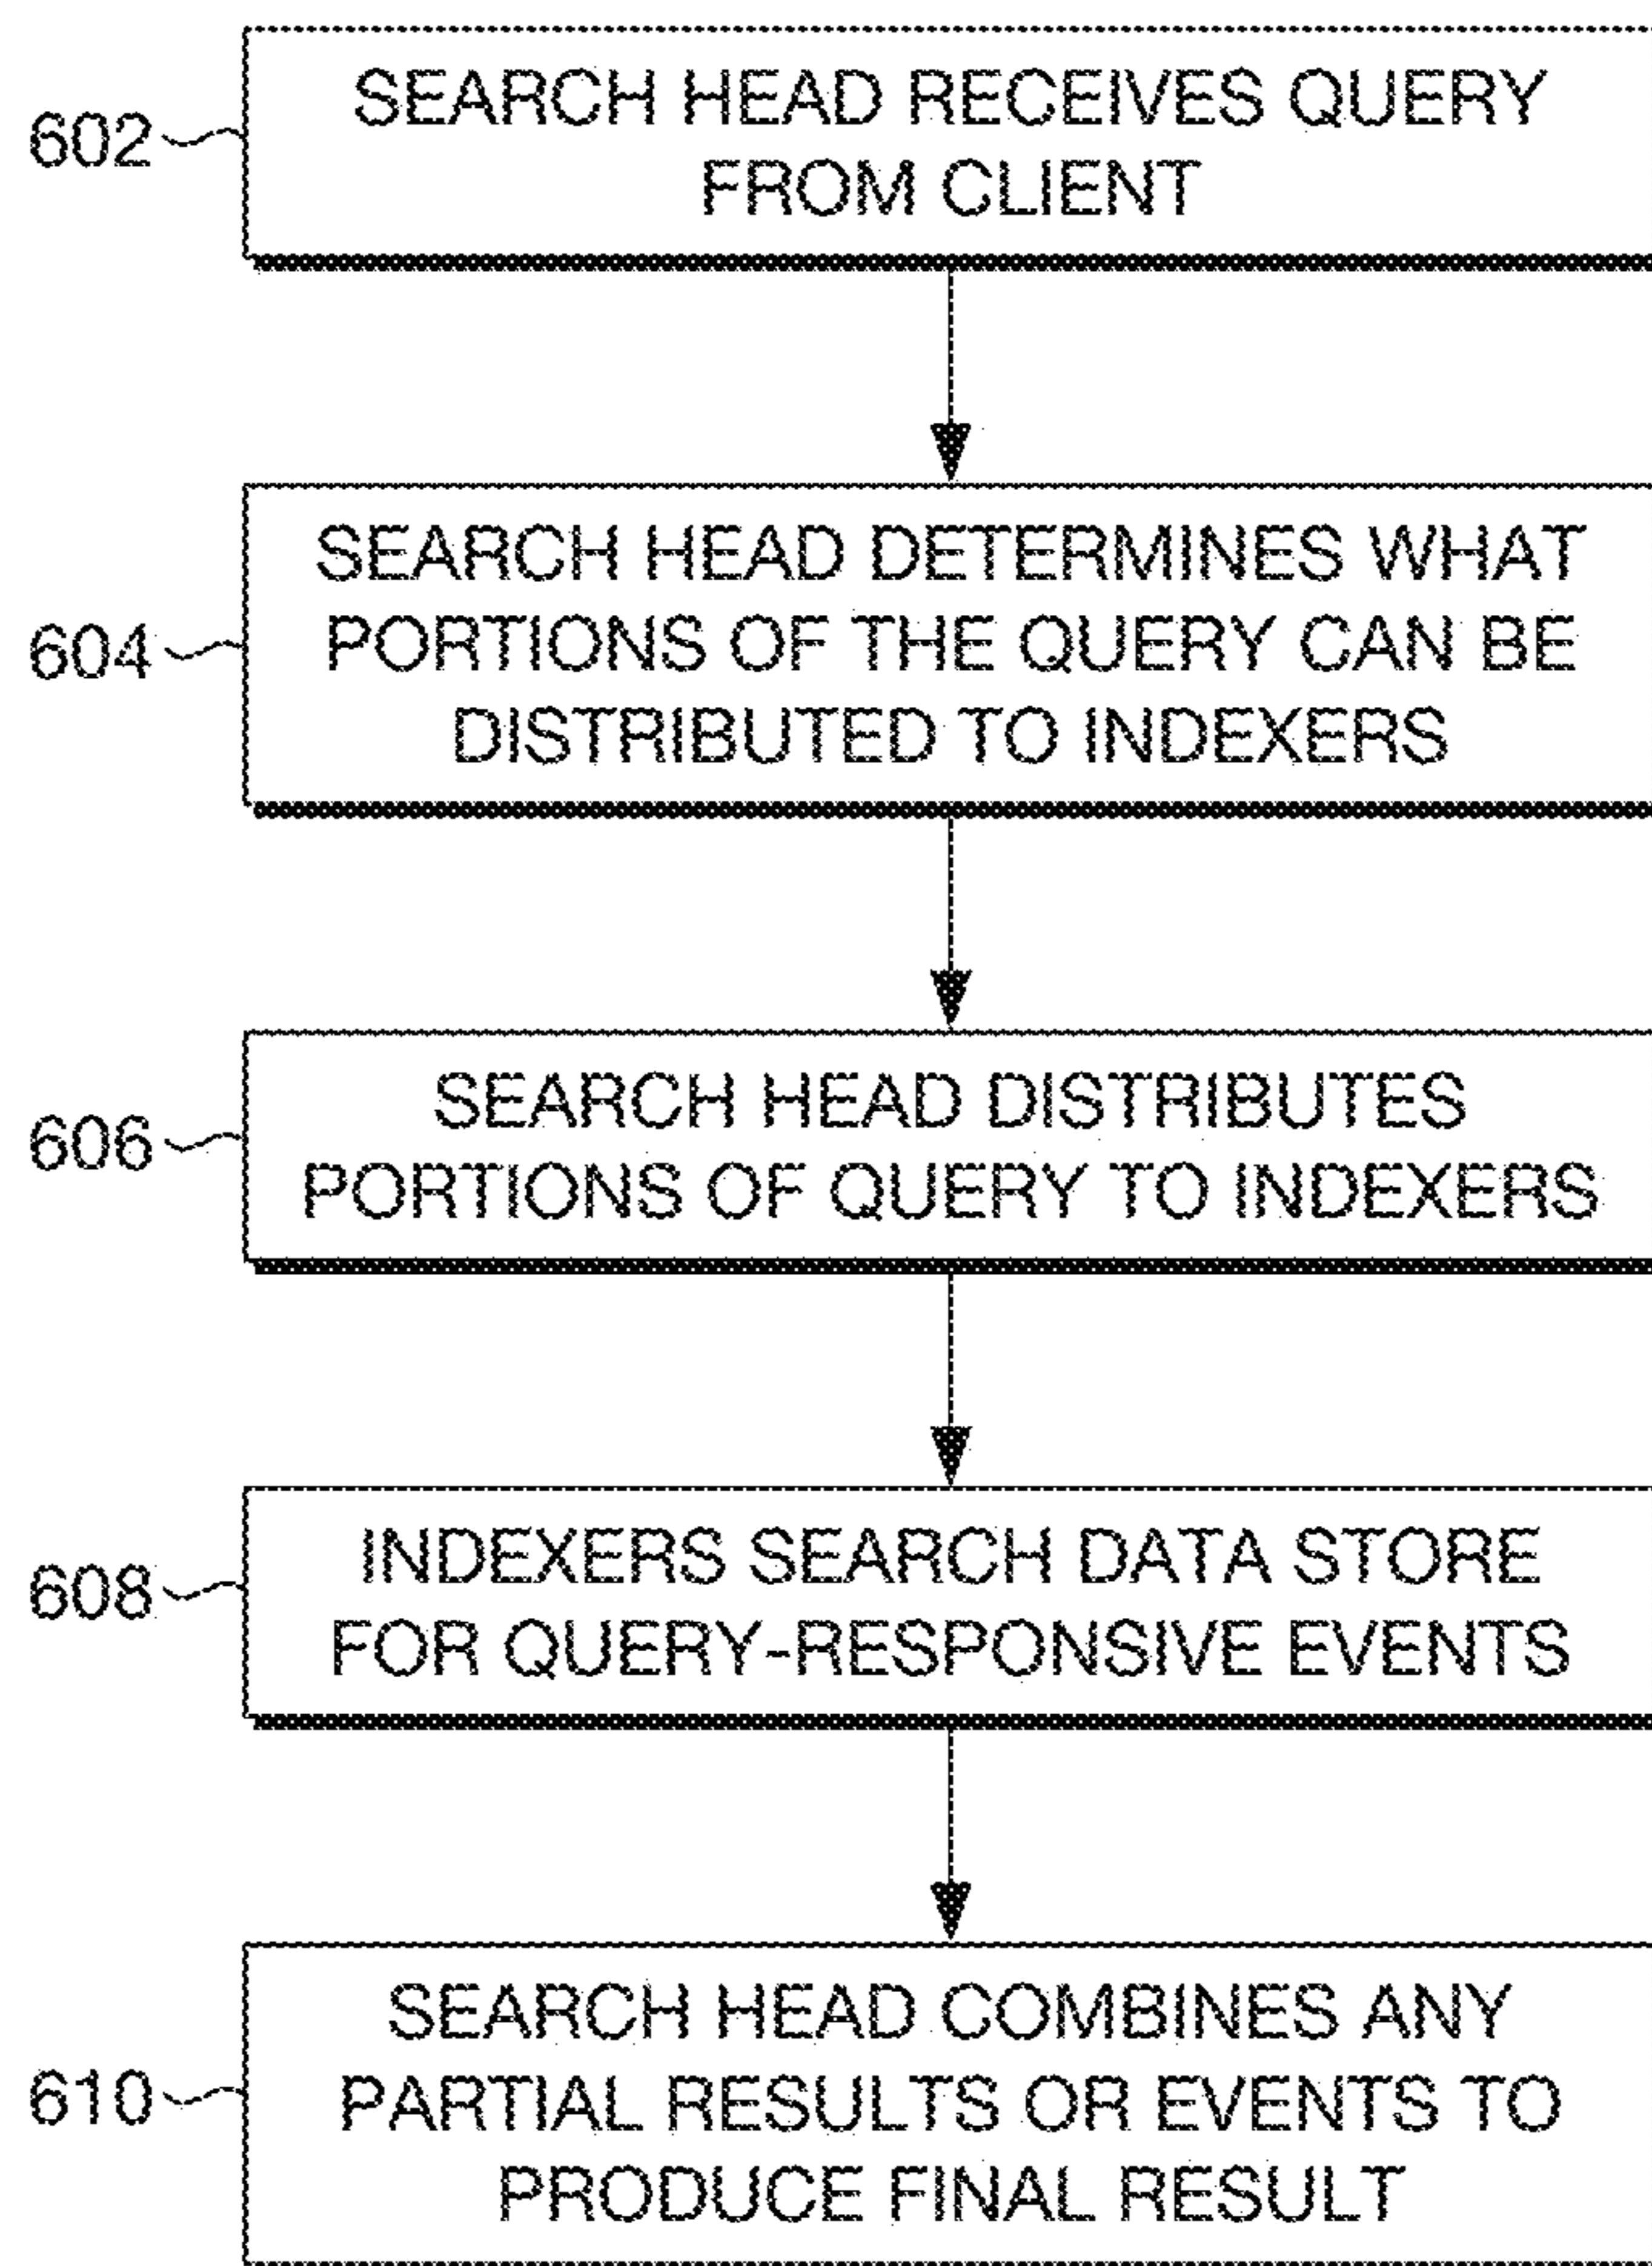 602
SEARCH HEAD RECEIVES QUERY
FROM CLIENT
604
SEARCH HEAD DETERMINES WHAT
PORTIONS OF THE QUERY CAN BE
DISTRIBUTED TO INDEXERS
606
SEARCH HEAD DISTRIBUTES
PORTIONS OF QUERY TO INDEXERS
608
INDEXERS SEARCH DATA STORE
FOR QUERY-RESPONSIVE EVENTS
610
SEARCH HEAD COMBINES ANY
PARTIAL RESULTS OR EVENTS TO
PRODUCE FINAL RESULT